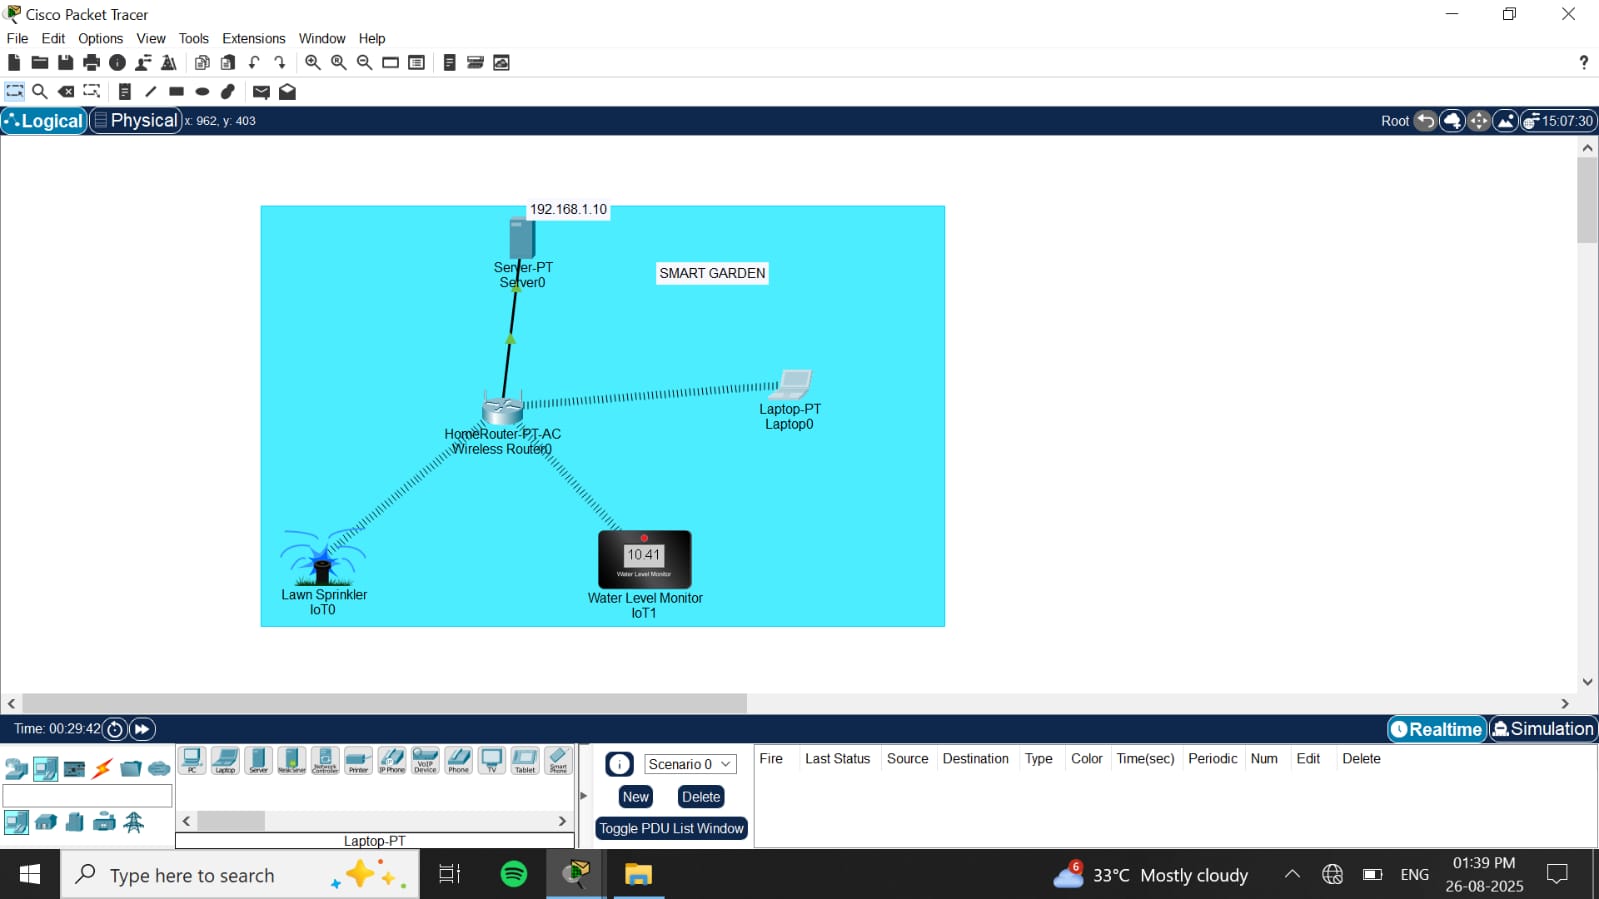 Cisco Packet Tracer
File Edit Options View Tools Extensions Window Help
?
Logical Physical x: 962, y: 403 Root 15:07:30
192.168.1.10
Server-PT
Server0
SMART GARDEN
Laptop-PT
Laptop0
HomeRouter-PT-AC
Wireless Router0
10.41
Water Level Monitor
Lawn Sprinkler
IoT0
Water Level Monitor
IoT1
Time: 00:29:42 Realtime Simulation
PC Laptop Server Printer IP Phone VoIP Device Phone TV Tablet Smart Phone
Scenario 0
New Delete
Toggle PDU List Window
Fire Last Status Source Destination Type Color Time(sec) Periodic Num Edit Delete
Laptop-PT
Type here to search
6
33°C Mostly cloudy
ENG
01:39 PM
26-08-2025